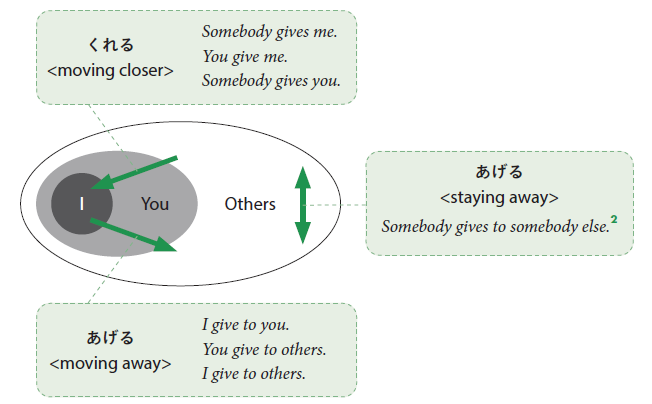 くれる
<moving closer>
Somebody gives me.
You give me.
Somebody gives you.
I
You
Others
あげる
<staying away>
Somebody gives to somebody else.2
あげる
<moving away>
I give to you.
You give to others.
I give to others.